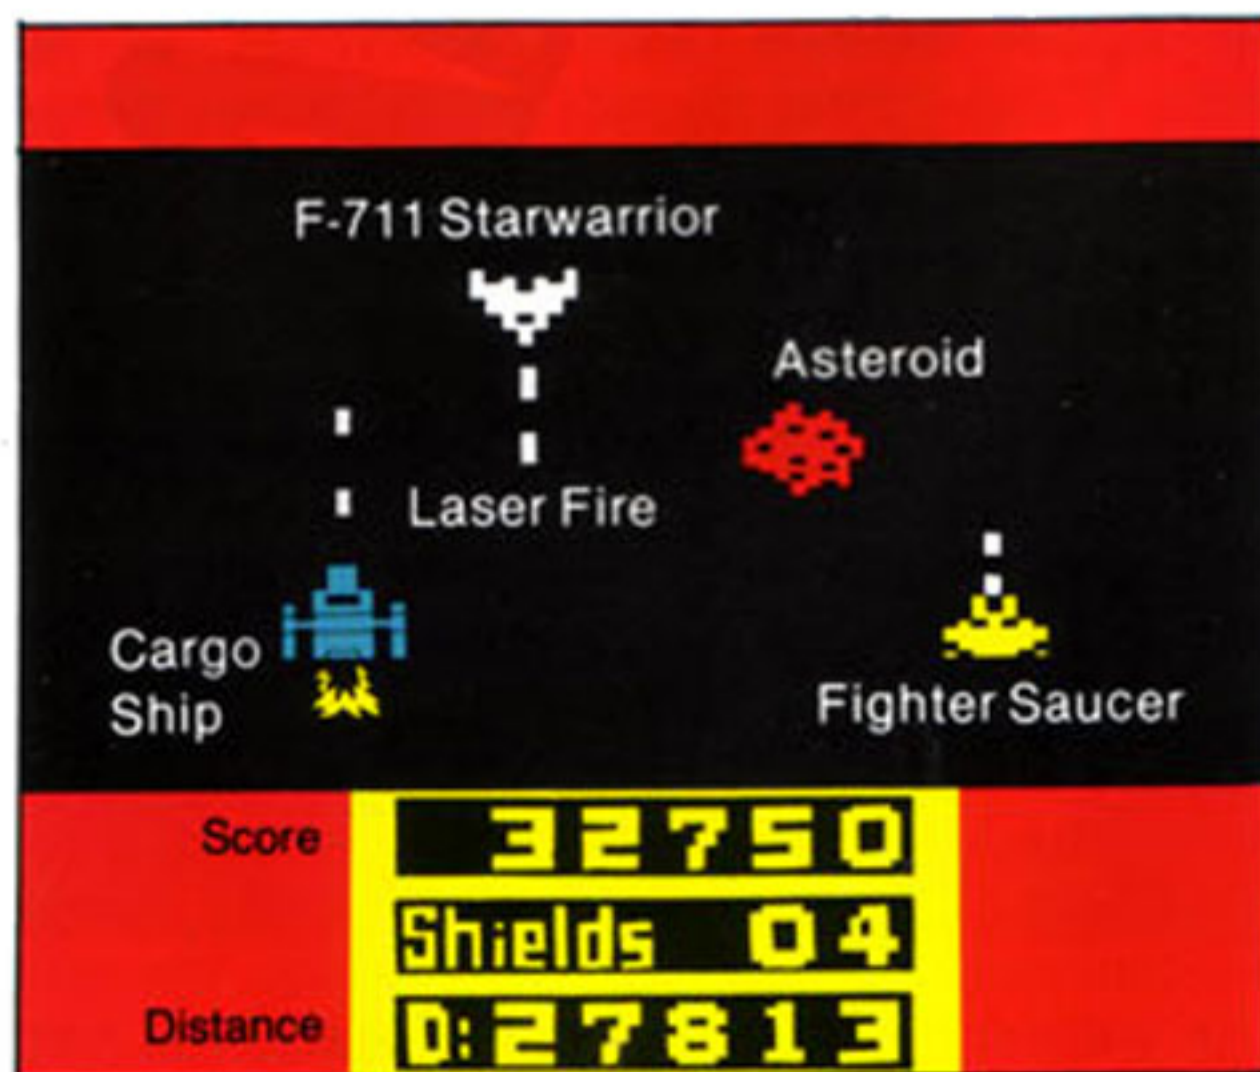 F-711 Starwarrior
Asteroid
Laser Fire
Cargo
Ship
Fighter Saucer
Score 32750
Shields 04
Distance D:27813